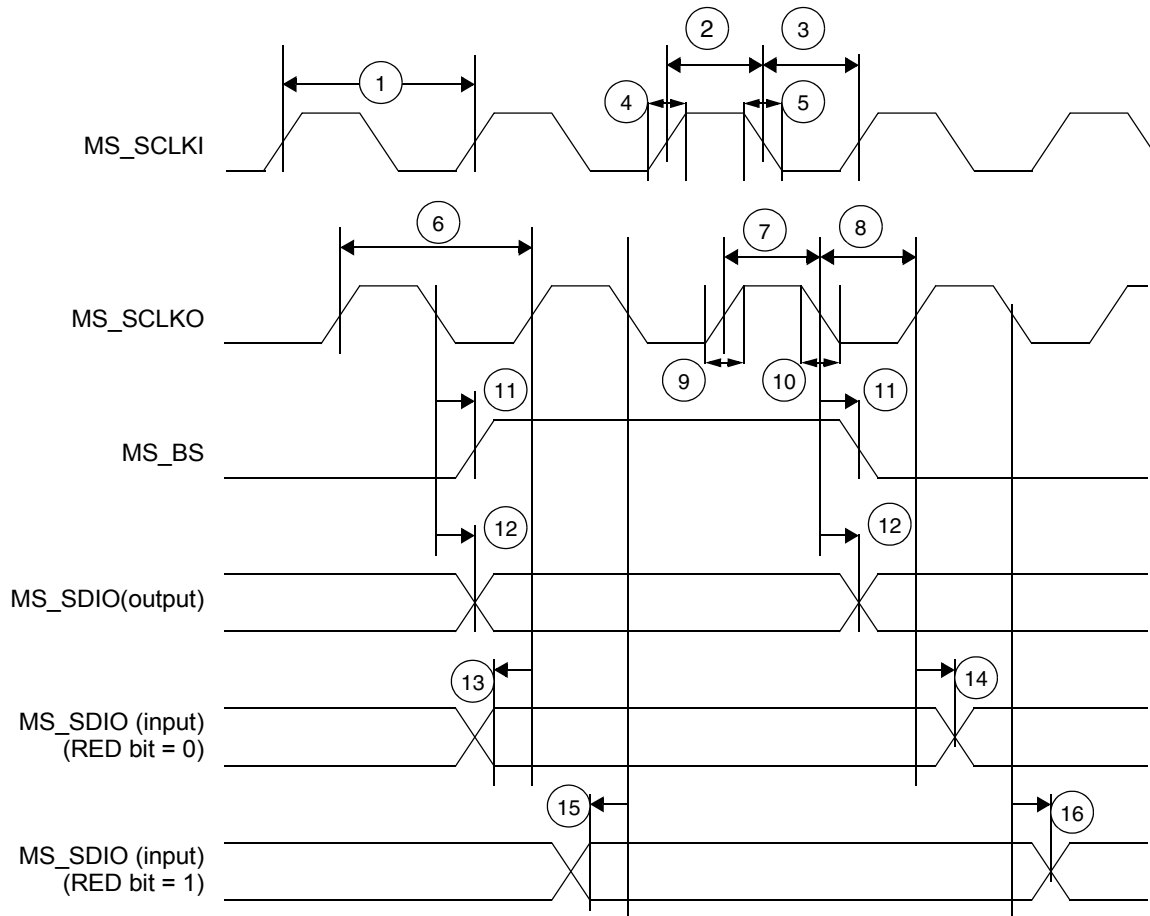 2
3
1
4
5
MS_SCLKI
6
7
8
MS_SCLKO
9
10
11
11
MS_BS
12
12
MS_SDIO(output)
13
14
MS_SDIO (input)
(RED bit = 0)
15
16
MS_SDIO (input)
(RED bit = 1)